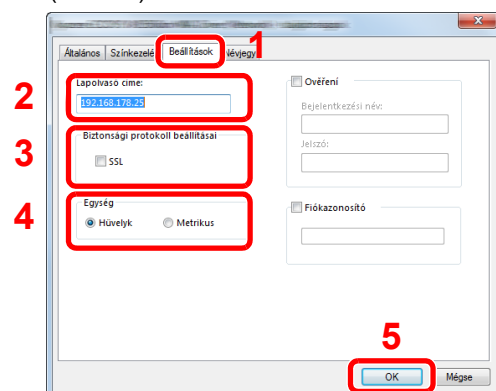 Általános Színkezelé Beállítások Névjegy
1
2
Lapolvasó címe:
192.168.178.25
3
Biztonsági protokoll beállításai
SSL
4
Egység
Hüvelyk Metrikus
Ověření
Bejelentkezési név:
Jelszó:
Fiókazonosító
5
OK Mégse